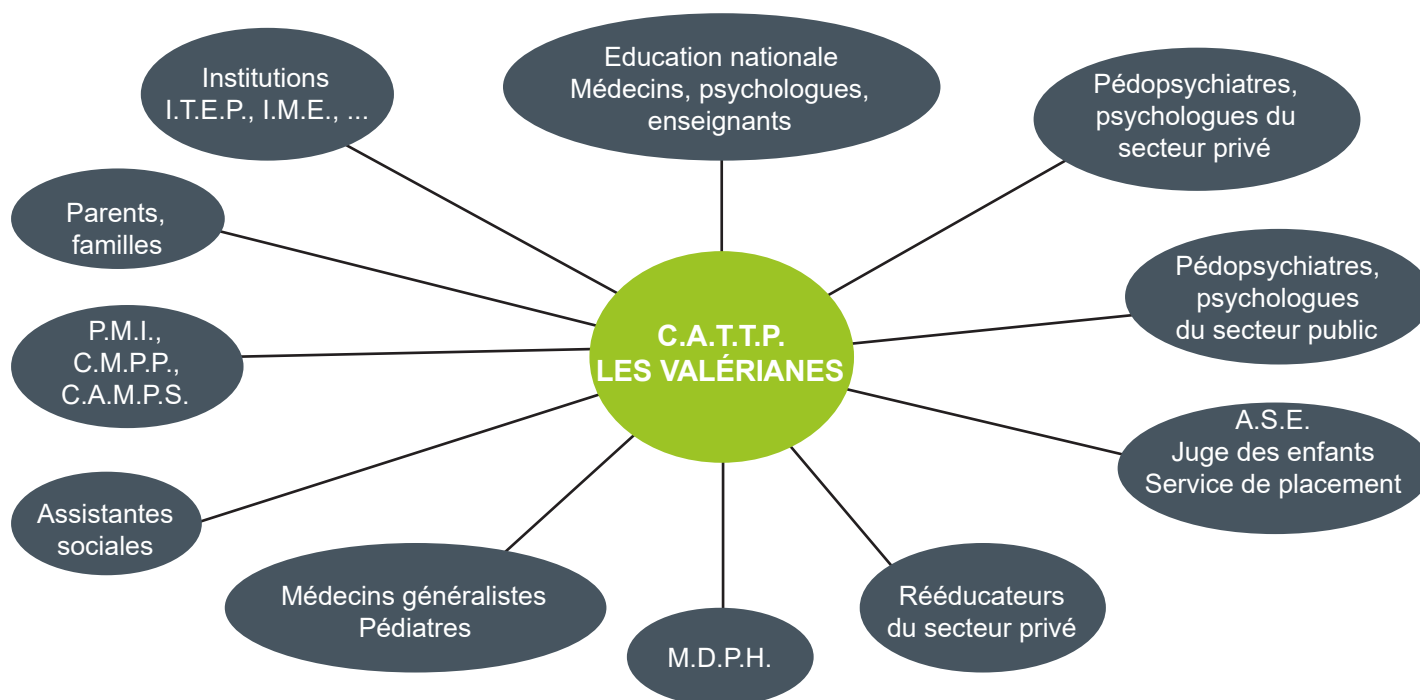 Institutions
I.T.E.P., I.M.E., ...
Education nationale
Médecins, psychologues,
enseignants
Pédopsychiatres,
psychologues du
secteur privé
Parents,
familles
Pédopsychiatres,
psychologues
du secteur public
C.A.T.T.P.
LES VALÉRIANES
P.M.I.,
C.M.P.P.,
C.A.M.P.S.
A.S.E.
Juge des enfants
Service de placement
Assistantes
sociales
Médecins généralistes
Pédiatres
M.D.P.H.
Rééducateurs
du secteur privé